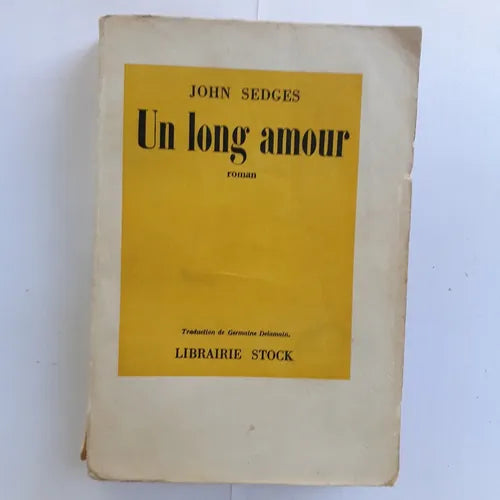 JOHN SEDGES
Un long amour
roman
Traduction de Germaine Delamain.
LIBRAIRIE STOCK